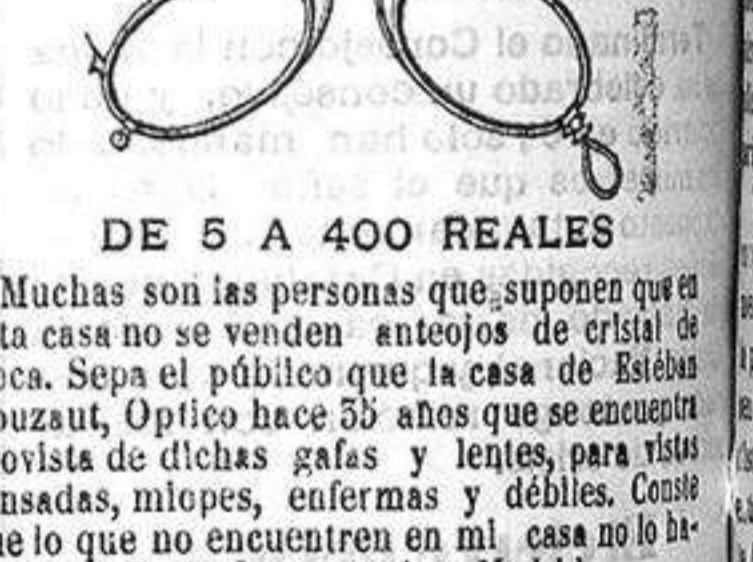 DE 5 A 400 REALES
Muchas son las personas que suponen que en
ta casa no se venden anteojos de cristal de
oca. Sepa el público que la casa de Estéban
ouzaut, Optico hace 35 años que se encuentra
ovista de dichas gafas y lentes, para vistas
nsadas, miopes, enfermas y débiles. Conste
ue lo que no encuentren en mi casa no lo ha-